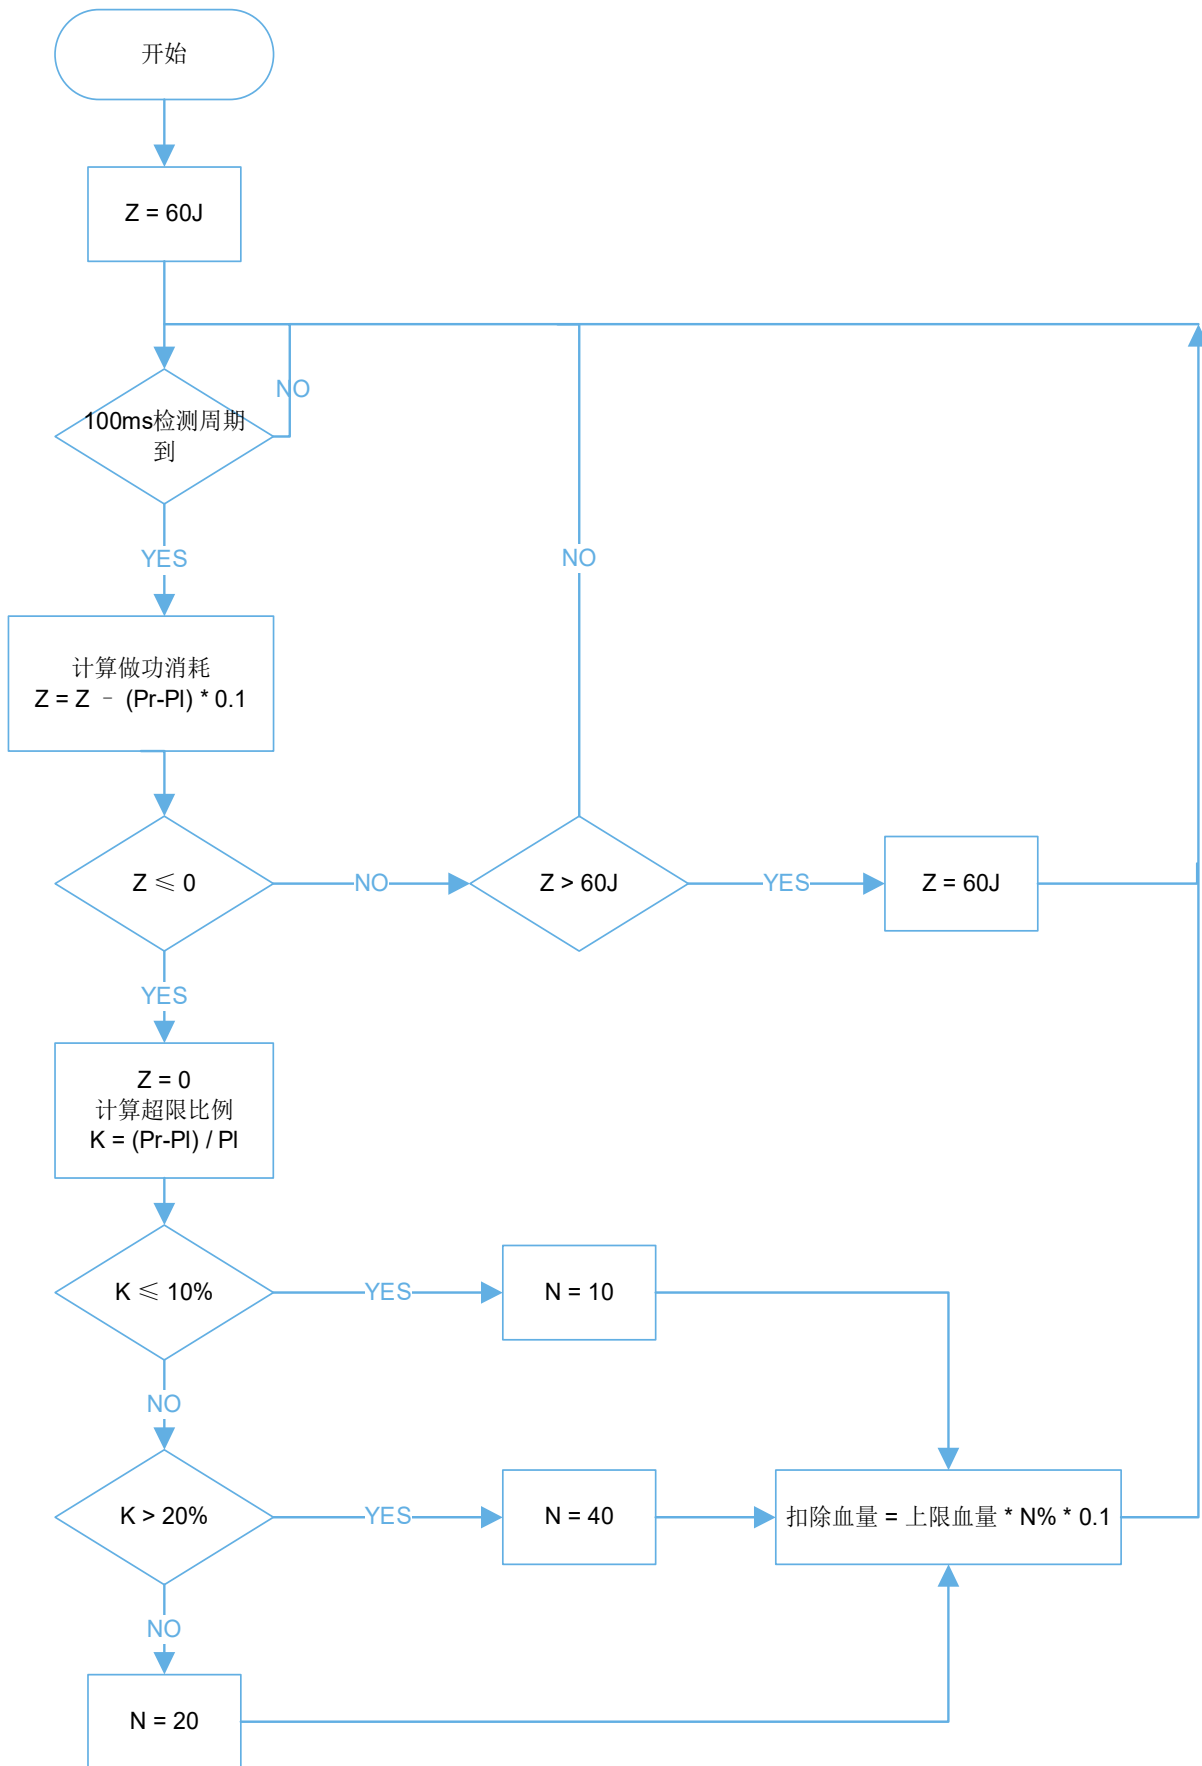 开始
Z = 60J
NO
100ms检测周期
到
YES
NO
计算做功消耗
Z = Z － (Pr-Pl) * 0.1
Z ≤ 0
NO
Z > 60J
YES
Z = 60J
YES
Z = 0
计算超限比例
K = (Pr-Pl) / Pl
K ≤ 10%
YES
N = 10
NO
K > 20%
YES
N = 40
扣除血量 = 上限血量 * N% * 0.1
NO
N = 20